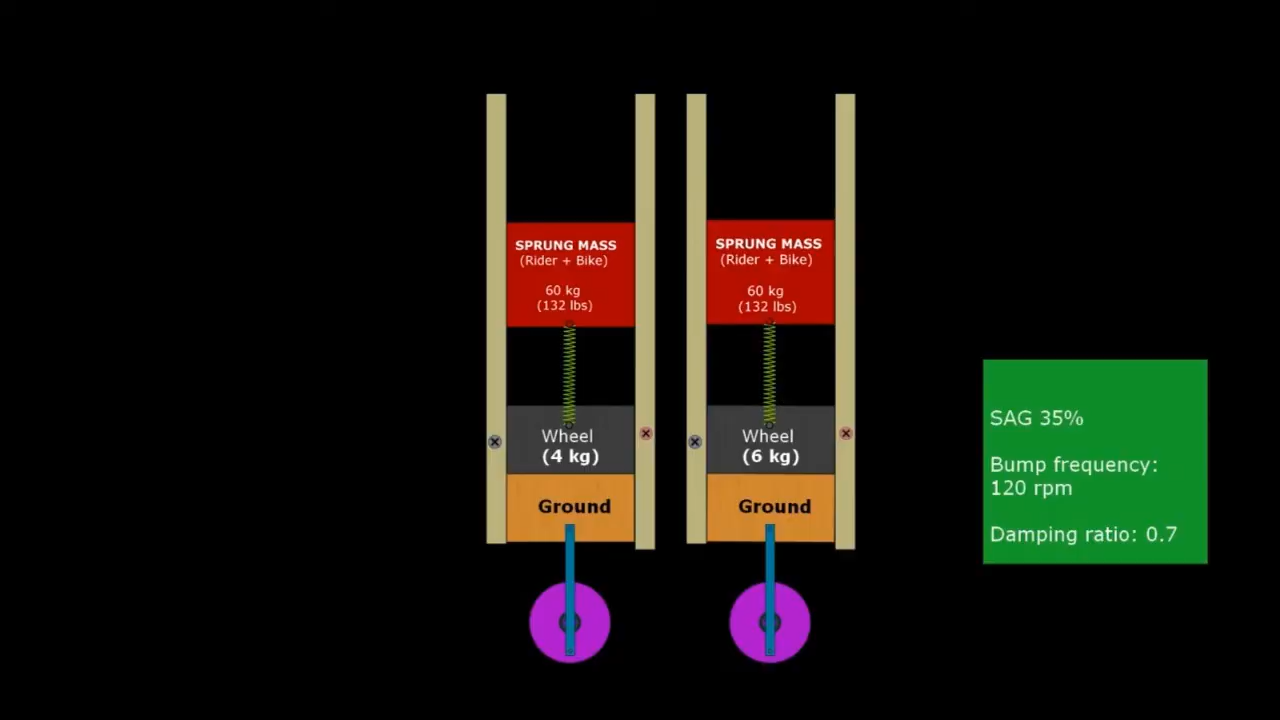 SPRUNG MASS
(Rider + Bike)
60 kg
(132 lbs)
Wheel
(4 kg)
Ground
SPRUNG MASS
(Rider + Bike)
60 kg
(132 lbs)
Wheel
(6 kg)
Ground
SAG 35%
Bump frequency:
120 rpm
Damping ratio: 0.7